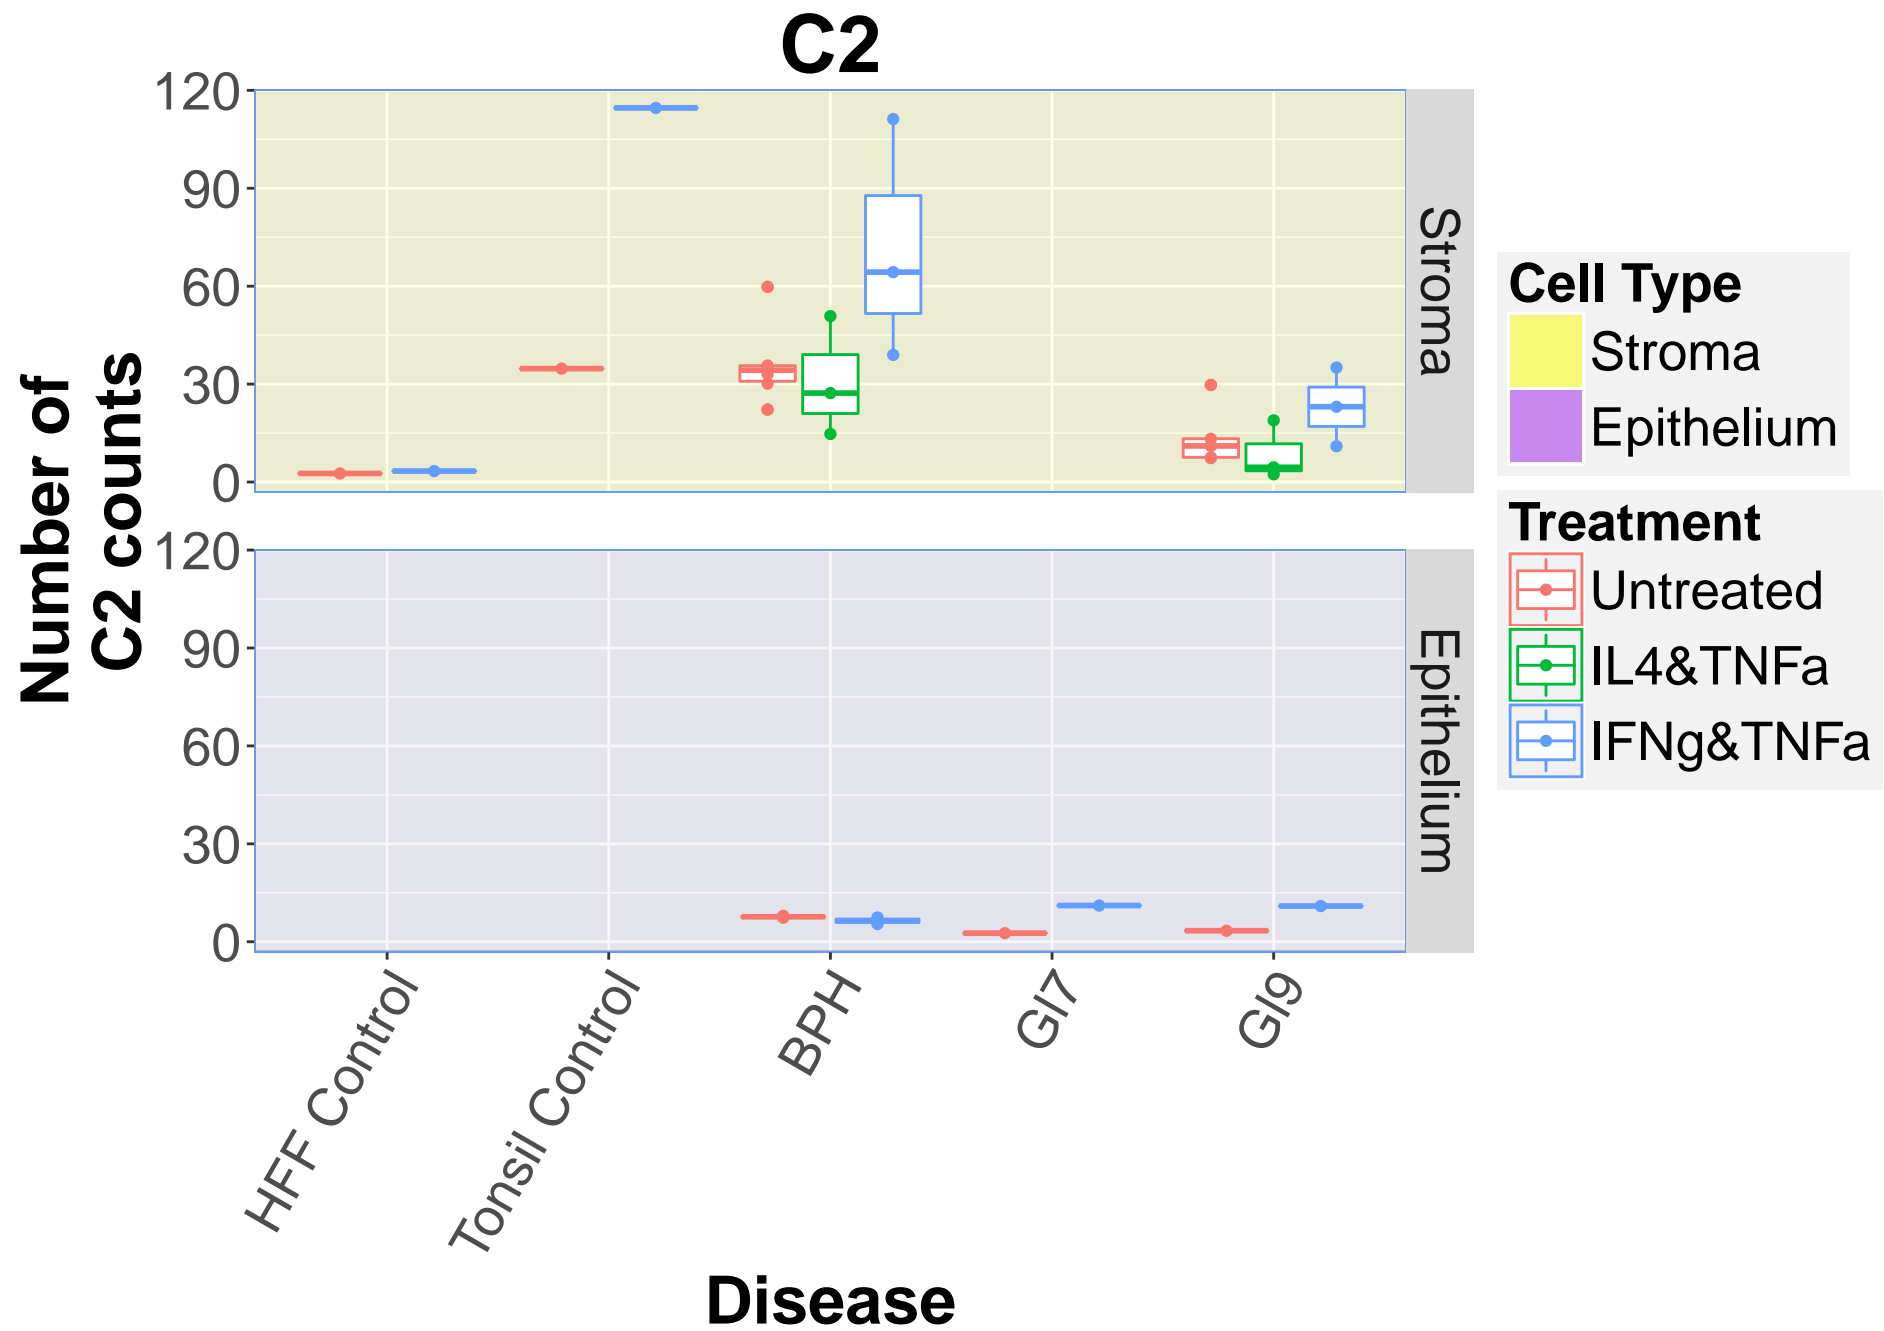 C2
Number of
C2 counts
120
90
60
30
0
Stroma
120
90
60
30
0
Epithelium
HFF Control
Tonsil Control
BPH
Gl7
Gl9
Disease
Cell Type
Stroma
Epithelium
Treatment
Untreated
IL4&TNFa
IFNg&TNFa